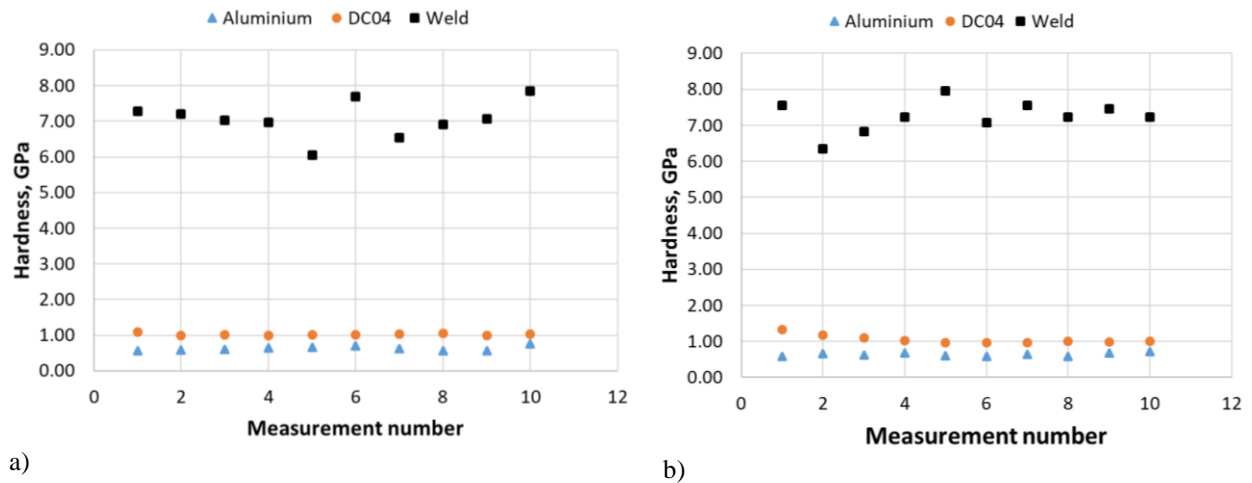 Aluminium DC04 Weld
9.00
8.00
7.00
6.00
5.00
4.00
3.00
2.00
1.00
0.00
Hardness, GPa
0 2 4 6 8 10 12
Measurement number
a)
Aluminium DC04 Weld
9.00
8.00
7.00
6.00
5.00
4.00
3.00
2.00
1.00
0.00
Hardness, GPa
0 2 4 6 8 10 12
Measurement number
b)